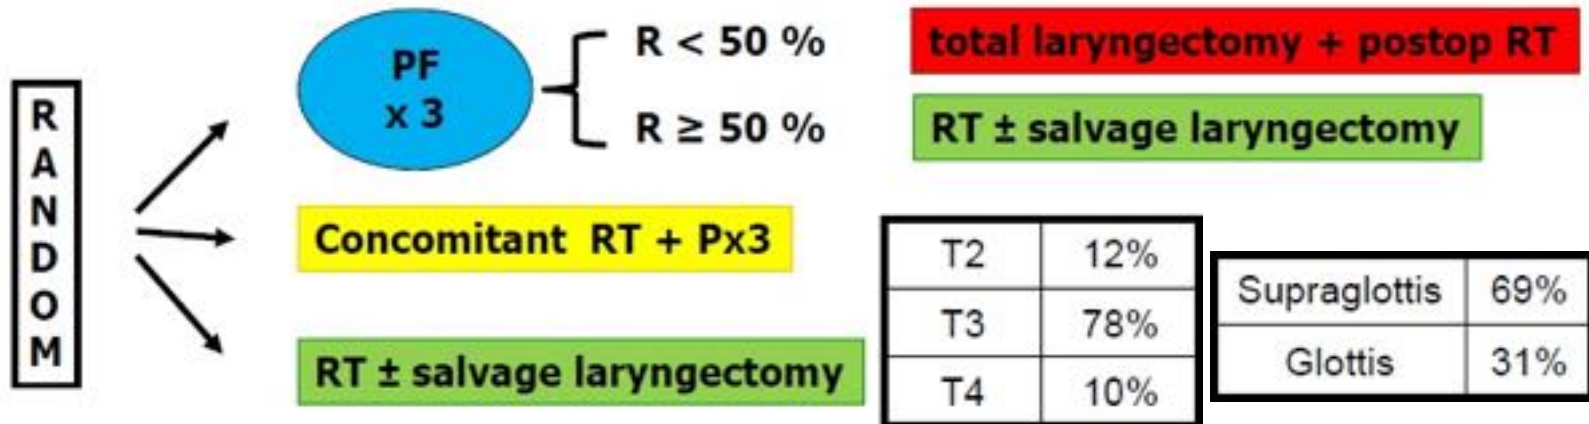 RANDOM
PF
x 3
R < 50 %
R ≥ 50 %
total laryngectomy + postop RT
RT ± salvage laryngectomy
Concomitant RT + Px3
RT ± salvage laryngectomy
T2 12%
T3 78%
T4 10%
Supraglottis 69%
Glottis 31%